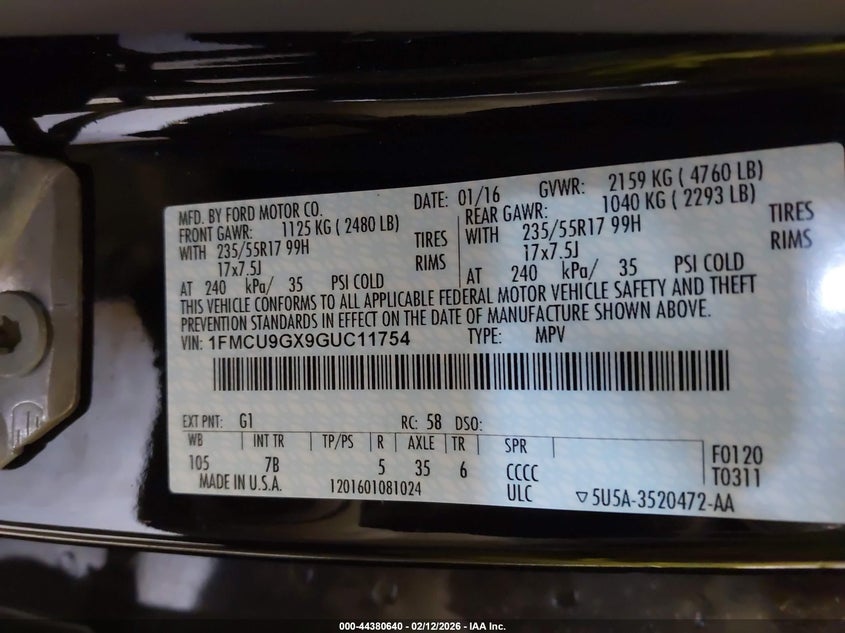 MFD. BY FORD MOTOR CO. DATE: 01/16 GVWR: 2159 KG ( 4760 LB)
FRONT GAWR: 1125 KG ( 2480 LB) REAR GAWR: 1040 KG ( 2293 LB)
WITH 235/55R17 99H TIRES WITH 235/55R17 99H TIRES
17x7.5J RIMS 17x7.5J RIMS
AT 240 kPa/ 35 PSI COLD AT 240 kPa/ 35 PSI COLD
THIS VEHICLE CONFORMS TO ALL APPLICABLE FEDERAL MOTOR VEHICLE SAFETY AND THEFT
PREVENTION STANDARDS IN EFFECT ON THE DATE OF MANUFACTURE SHOWN ABOVE.
VIN: 1FMCU9GX9GUC11754 TYPE: MPV
EXT PNT: G1 RC: 58 DSO:
WB INT TR TP/PS R AXLE TR SPR F0120
105 7B 5 35 6 CCCC T0311
MADE IN U.S.A. 1201601081024 ULC ▽5U5A-3520472-AA
000-44380640 - 02/12/2026 - IAA Inc.